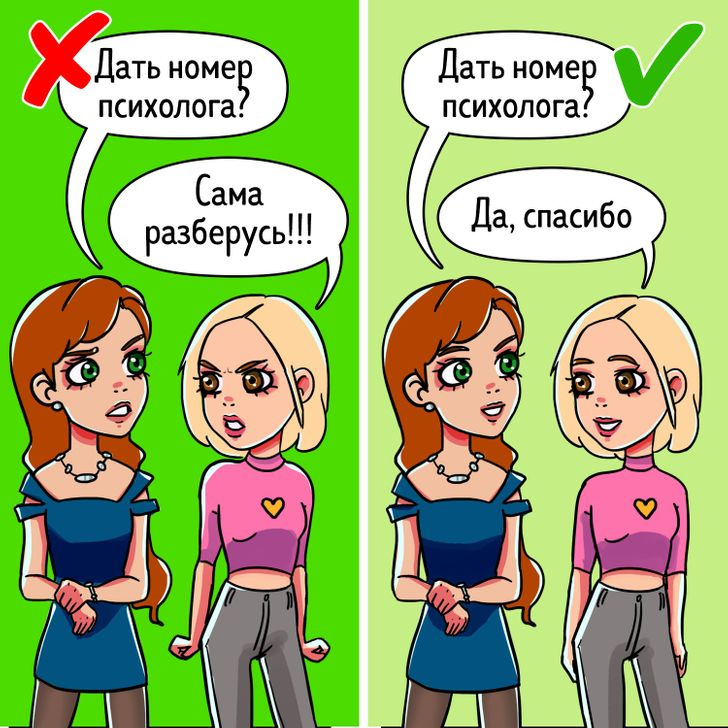 Дать номер
психолога?
Сама
разберусь!!!
Дать номер
психолога?
Да, спасибо